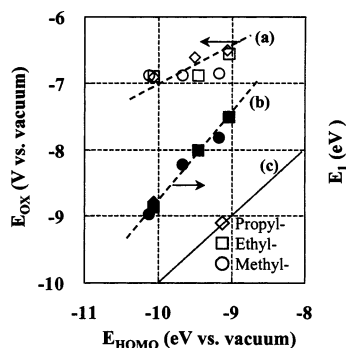 -6
-7
-8
-9
-10
E_OX (V vs. vacuum)
(a)
(b)
(c)
Propyl-
Ethyl-
Methyl-
E_I (eV)
-11
-10
-9
-8
E_HOMO (eV vs. vacuum)